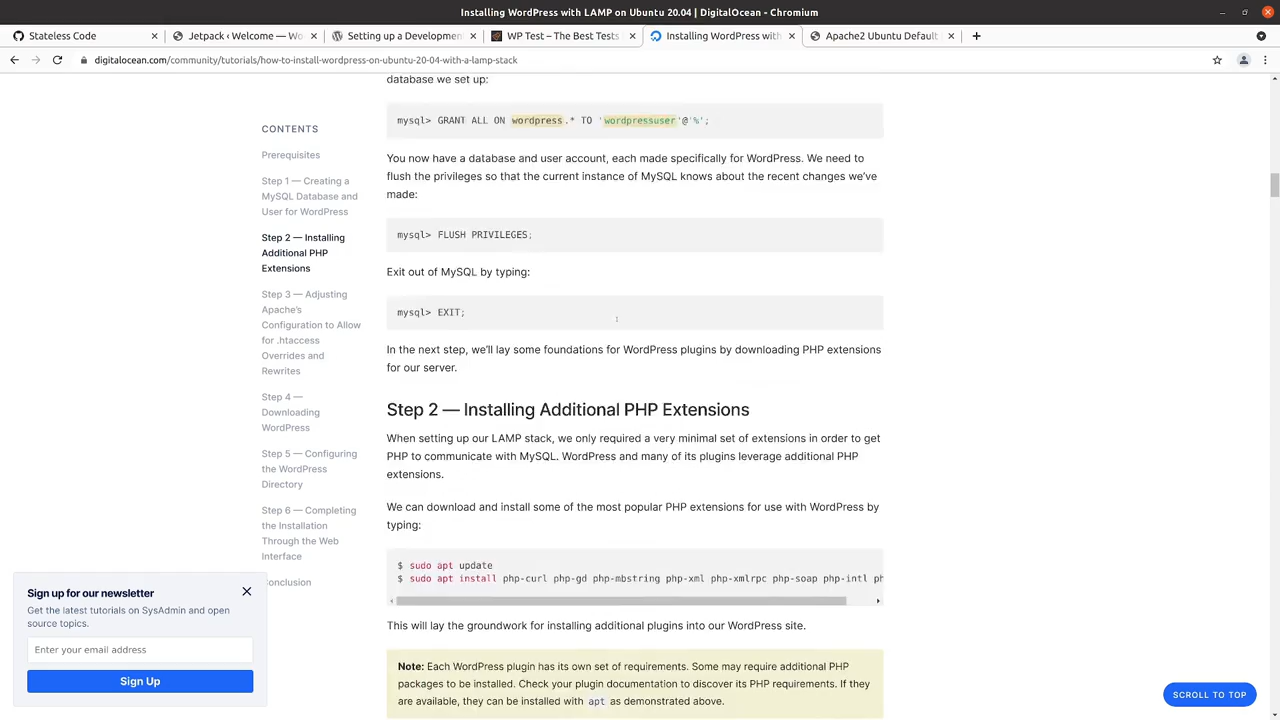 Installing WordPress with LAMP on Ubuntu 20.04 | DigitalOcean - Chromium
Stateless Code
Jetpack ‹ Welcome — Wo
Setting up a Developmen
WP Test – The Best Tests
Installing WordPress with
Apache2 Ubuntu Default
digitalocean.com/community/tutorials/how-to-install-wordpress-on-ubuntu-20-04-with-a-lamp-stack
database we set up:
mysql> GRANT ALL ON wordpress.* TO 'wordpressuser'@'%';
You now have a database and user account, each made specifically for WordPress. We need to
flush the privileges so that the current instance of MySQL knows about the recent changes we've
made:
mysql> FLUSH PRIVILEGES;
Exit out of MySQL by typing:
mysql> EXIT;
In the next step, we'll lay some foundations for WordPress plugins by downloading PHP extensions
for our server.
Step 2 — Installing Additional PHP Extensions
When setting up our LAMP stack, we only required a very minimal set of extensions in order to get
PHP to communicate with MySQL. WordPress and many of its plugins leverage additional PHP
extensions.
We can download and install some of the most popular PHP extensions for use with WordPress by
typing:
$ sudo apt update
$ sudo apt install php-curl php-gd php-mbstring php-xml php-xmlrpc php-soap php-intl ph
This will lay the groundwork for installing additional plugins into our WordPress site.
Note: Each WordPress plugin has its own set of requirements. Some may require additional PHP
packages to be installed. Check your plugin documentation to discover its PHP requirements. If they
are available, they can be installed with apt as demonstrated above.
CONTENTS
Prerequisites
Step 1 — Creating a
MySQL Database and
User for WordPress
Step 2 — Installing
Additional PHP
Extensions
Step 3 — Adjusting
Apache's
Configuration to Allow
for .htaccess
Overrides and
Rewrites
Step 4 —
Downloading
WordPress
Step 5 — Configuring
the WordPress
Directory
Step 6 — Completing
the Installation
Through the Web
Interface
onclusion
Sign up for our newsletter
Get the latest tutorials on SysAdmin and open
source topics.
Enter your email address
Sign Up
SCROLL TO TOP